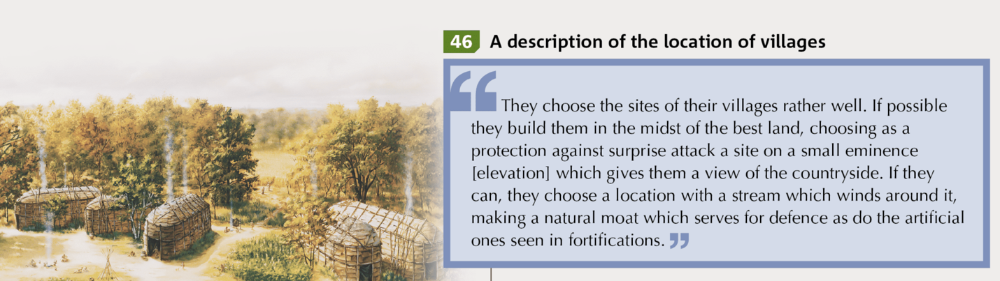 46 A description of the location of villages
“They choose the sites of their villages rather well. If possible
they build them in the midst of the best land, choosing as a
protection against surprise attack a site on a small eminence
[elevation] which gives them a view of the countryside. If they
can, they choose a location with a stream which winds around it,
making a natural moat which serves for defence as do the artificial
ones seen in fortifications.”